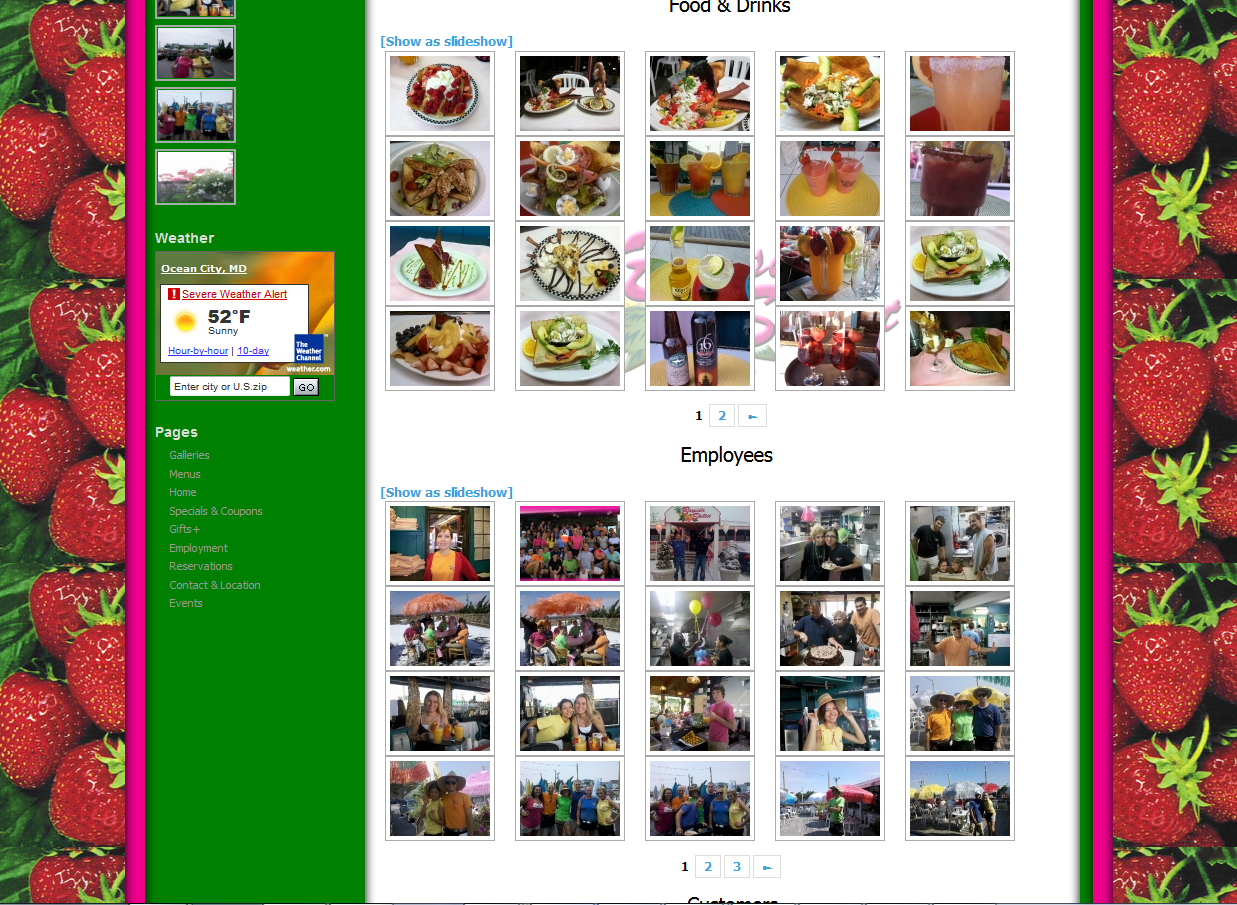 Food & Drinks
[Show as slideshow]
Weather
Ocean City, MD
Severe Weather Alert
52°F
Sunny
Hour-by-hour | 10-day
The
Weather
Channel
weather.com
Enter city or U.S.zip
GO
Pages
Galleries
Menus
Home
Specials & Coupons
Gifts+
Employment
Reservations
Contact & Location
Events
1 2 ►
Employees
[Show as slideshow]
1 2 3 ►
Customers